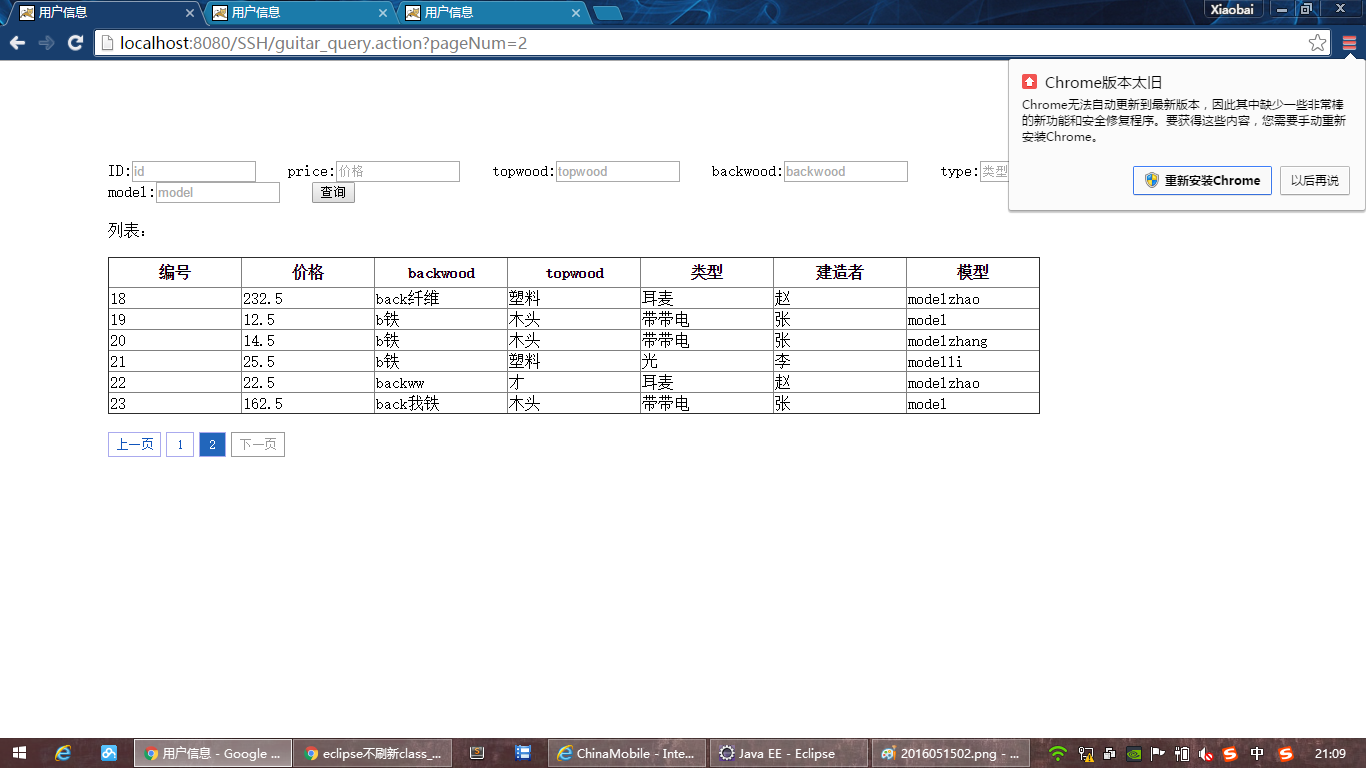 用户信息 用户信息 用户信息 Xiaobai
localhost:8080/SSH/guitar_query.action?pageNum=2
Chrome版本太旧
Chrome无法自动更新到最新版本，因此其中缺少一些非常棒
的新功能和安全修复程序。要获得这些内容，您需要手动重新
安装Chrome。
重新安装Chrome 以后再说
ID: id price: 价格 topwood: topwood backwood: backwood type: 类型
model: model 查询
列表：
编号 价格 backwood topwood 类型 建造者 模型
18 232.5 back纤维 塑料 耳麦 赵 modelzhao
19 12.5 b铁 木头 带带电 张 model
20 14.5 b铁 木头 带带电 张 modelzhang
21 25.5 b铁 塑料 光 李 modelli
22 22.5 backww 才 耳麦 赵 modelzhao
23 162.5 back我铁 木头 带带电 张 model
上一页 1 2 下一页
用户信息 - Google ... eclipse不刷新class_... ChinaMobile - Inte... Java EE - Eclipse 2016051502.png - ... 中 21:09